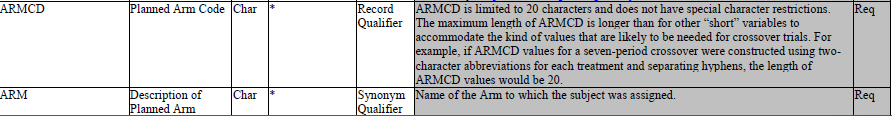 ARMCD Planned Arm Code Char * Record Qualifier ARMCD is limited to 20 characters and does not have special character restrictions. Req
The maximum length of ARMCD is longer than for other “short” variables to
accommodate the kind of values that are likely to be needed for crossover trials. For
example, if ARMCD values for a seven-period crossover were constructed using two-
character abbreviations for each treatment and separating hyphens, the length of
ARMCD values would be 20.
ARM Description of Char * Synonym Name of the Arm to which the subject was assigned. Req
Planned Arm Qualifier